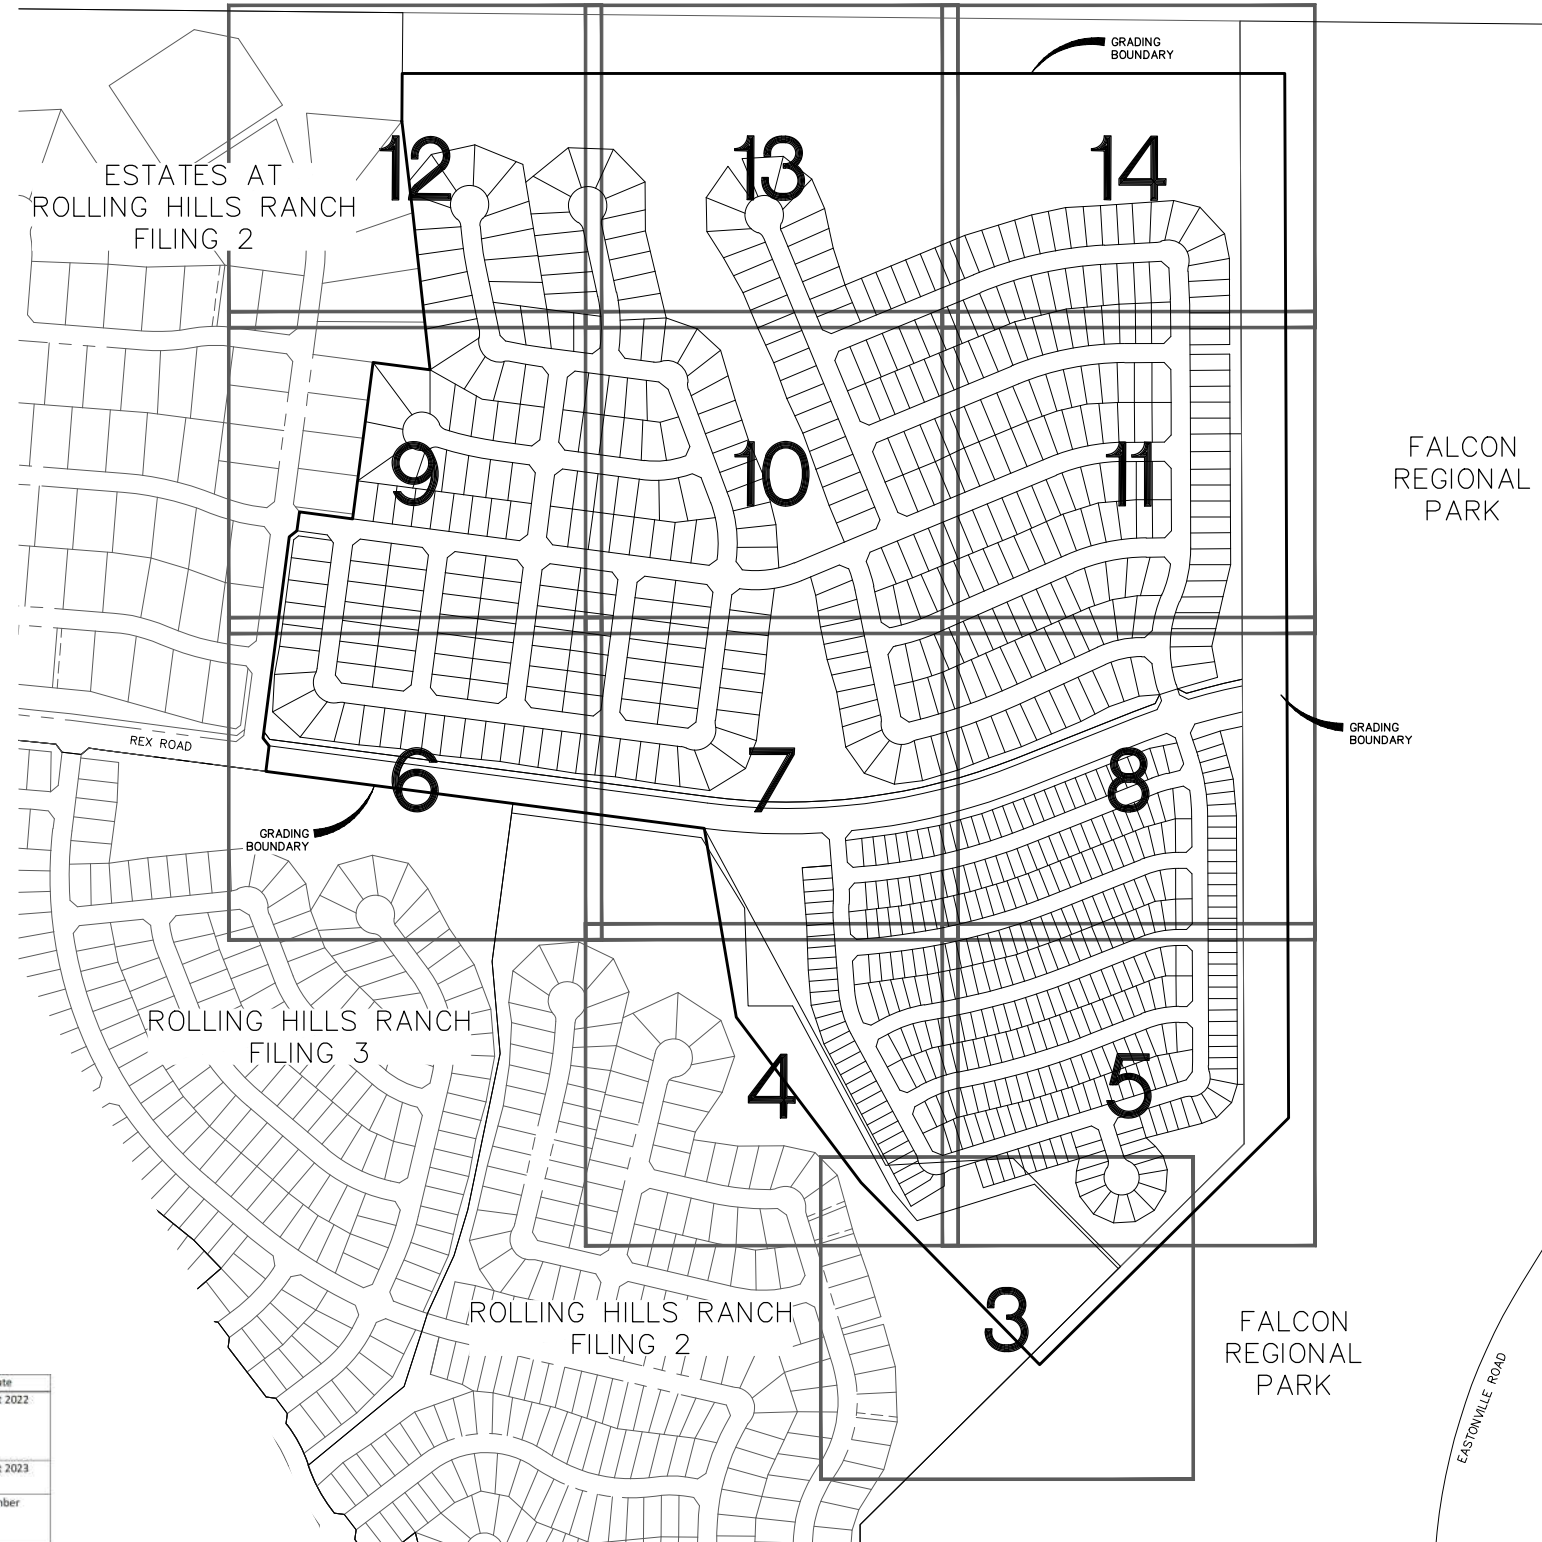 GRADING
BOUNDARY
12
13
14
ESTATES AT
ROLLING HILLS RANCH
FILING 2
9
10
11
FALCON
REGIONAL
PARK
REX ROAD
6
7
8
GRADING
BOUNDARY
GRADING
BOUNDARY
ROLLING HILLS RANCH
FILING 3
4
5
ROLLING HILLS RANCH
FILING 2
3
FALCON
REGIONAL
PARK
EASTONVILLE ROAD
2022
2023